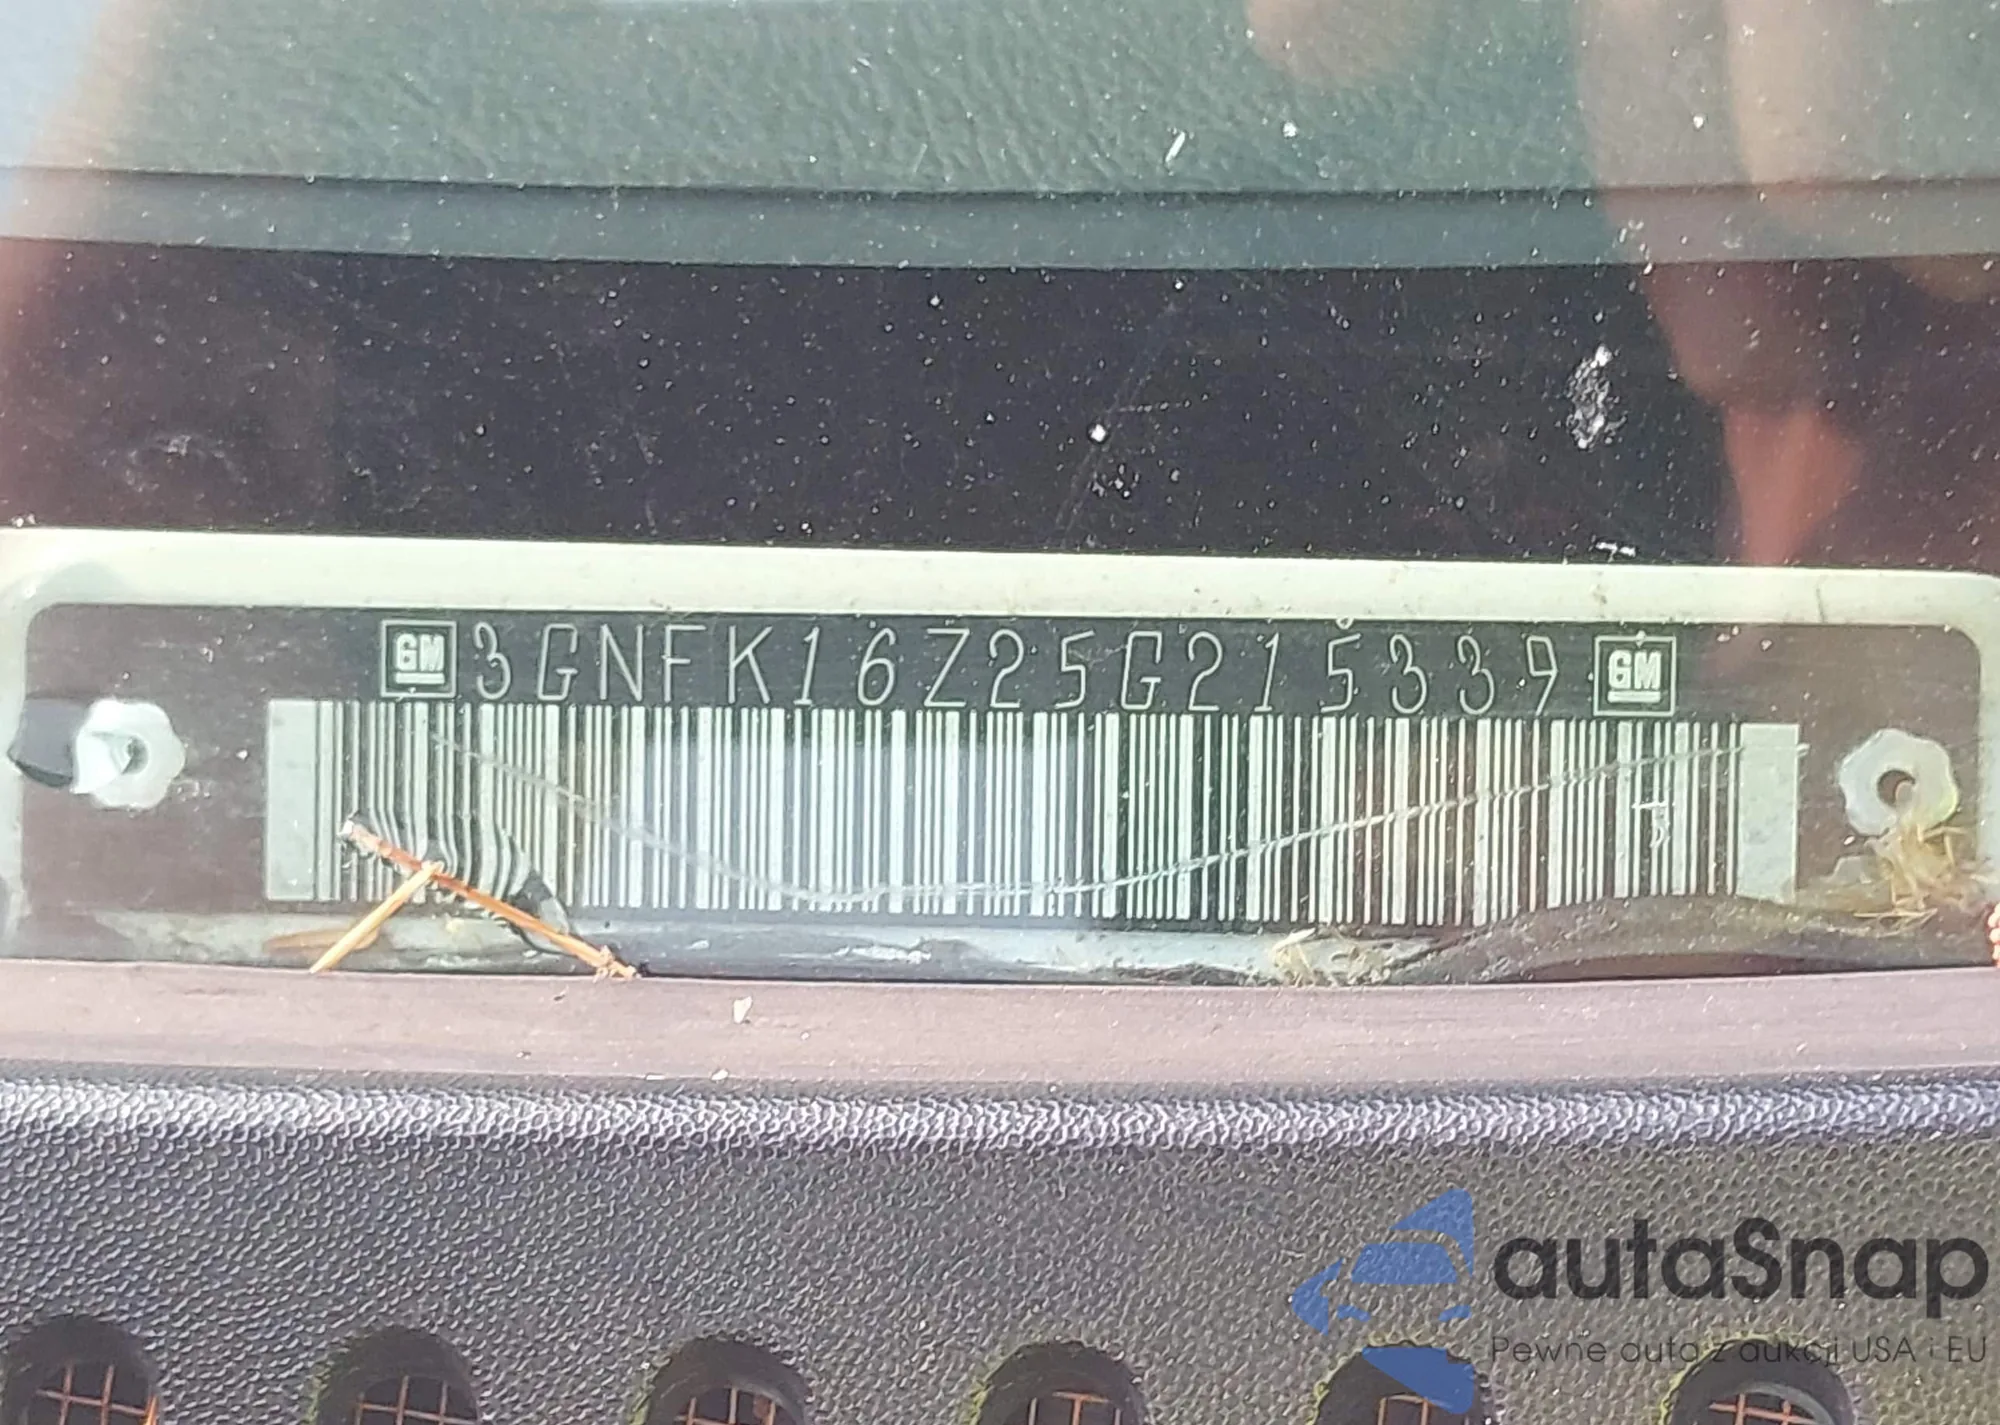 GM 3GNFK16Z25G215339 GM
autaSnap
Pewne auta z aukcji USA i EU